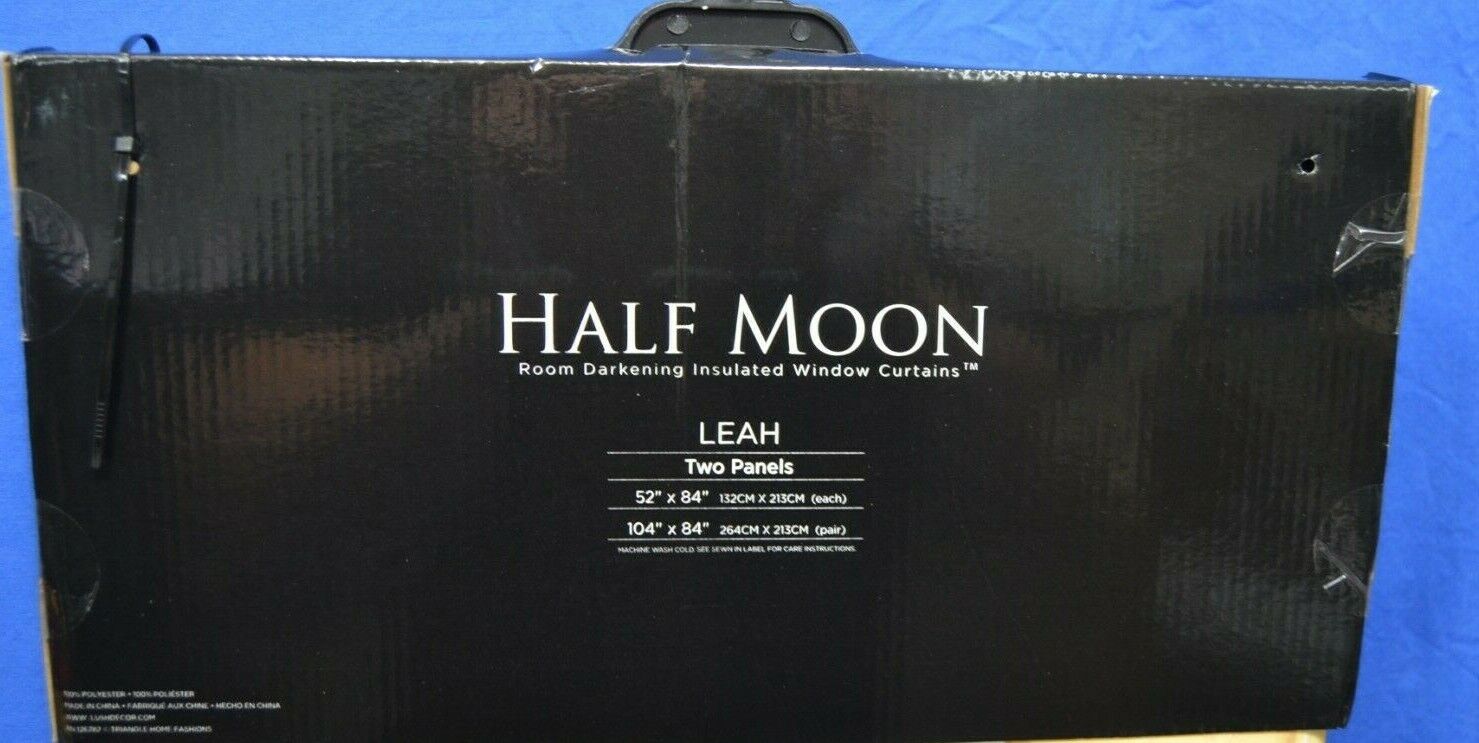 HALF MOON
Room Darkening Insulated Window Curtains™
LEAH
Two Panels
52" x 84" 132CM X 213CM (each)
104" x 84" 264CM X 213CM (pair)
MACHINE WASH COLD. SEE SEWN IN LABEL FOR CARE INSTRUCTIONS.
100% POLYESTER • 100% POLIÉSTER
MADE IN CHINA • FABRIQUÉ AUX CHINE • HECHO EN CHINA
WWW.LUSHDECOR.COM
TRIANGLE HOME FASHIONS